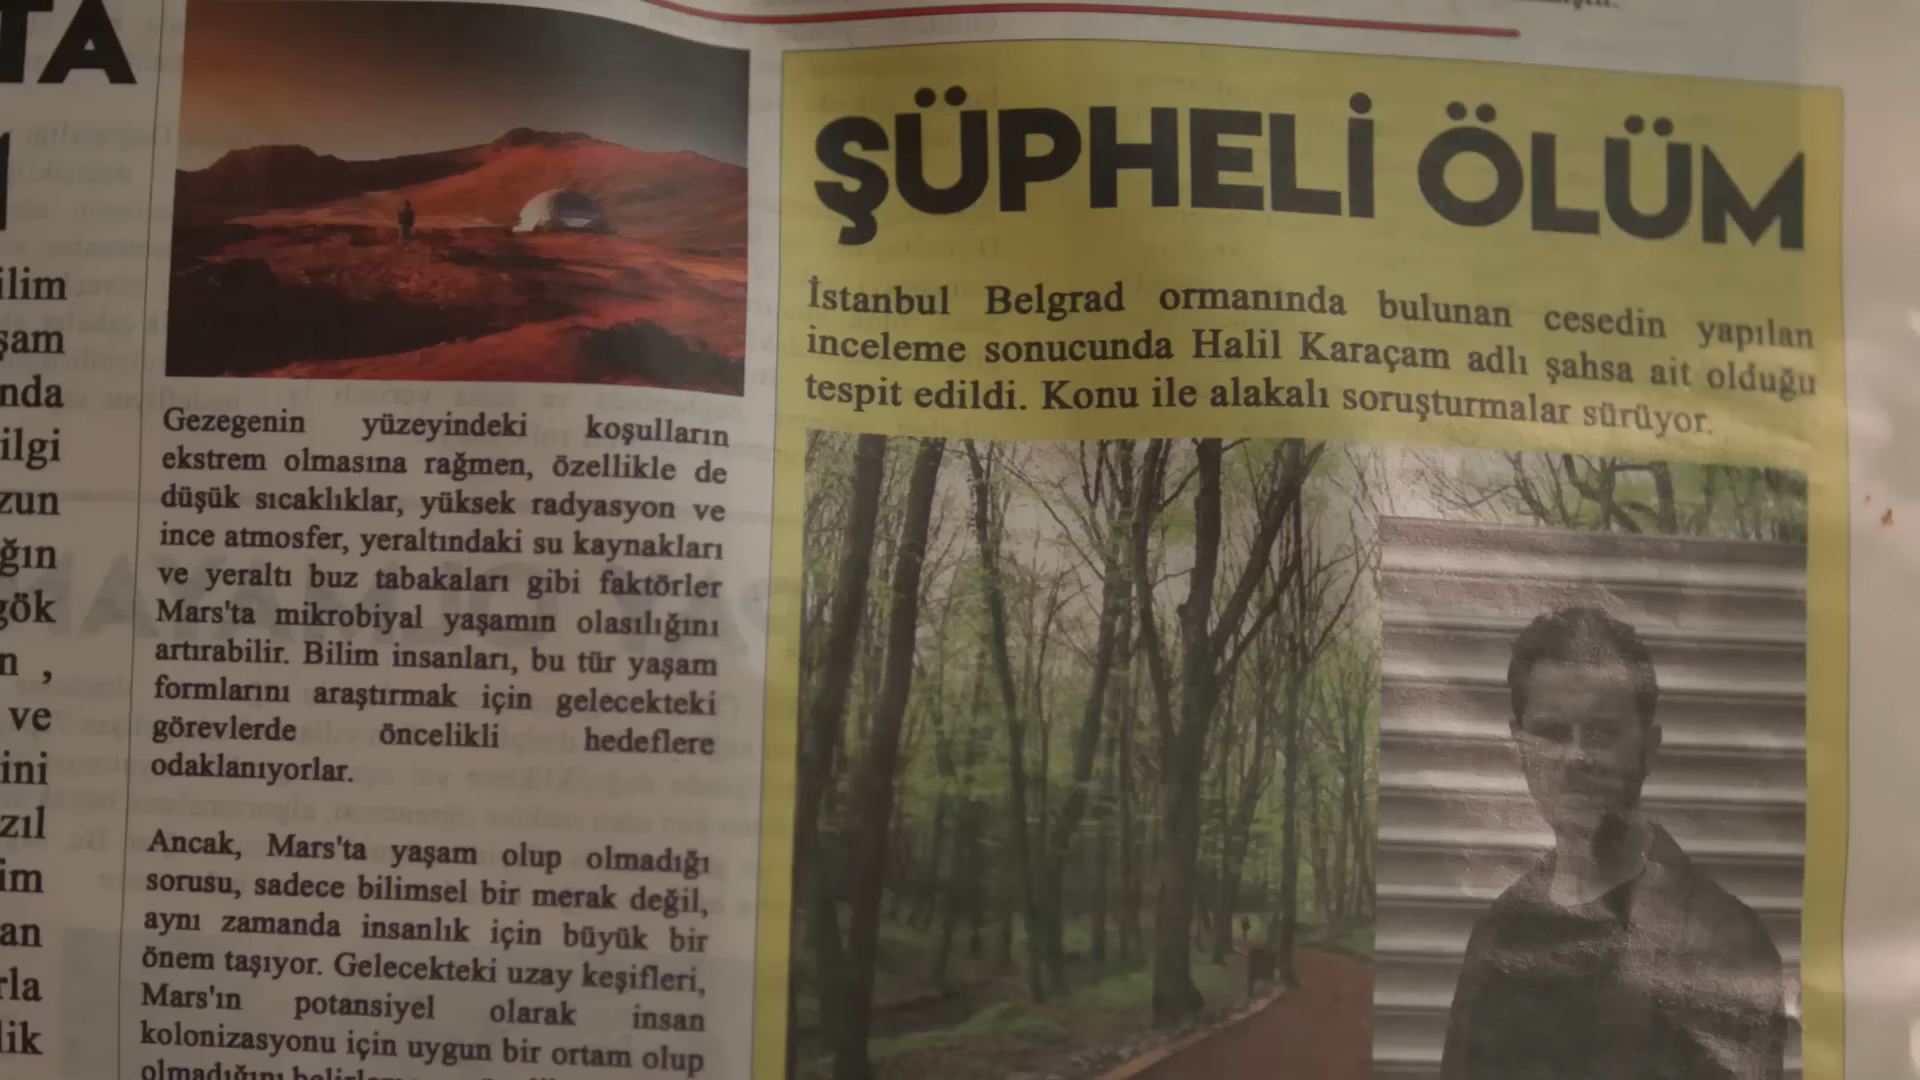 TA
ilim
şam
nda
ilgi
zun
ğın
gök
n ,
ve
ini
zıl
im
an
rla
lik
Gezegenin yüzeyindeki koşulların
ekstrem olmasına rağmen, özellikle de
düşük sıcaklıklar, yüksek radyasyon ve
ince atmosfer, yeraltındaki su kaynakları
ve yeraltı buz tabakaları gibi faktörler
Mars'ta mikrobiyal yaşamın olasılığını
artırabilir. Bilim insanları, bu tür yaşam
formlarını araştırmak için gelecekteki
görevlerde öncelikli hedeflere
odaklanıyorlar.
Ancak, Mars'ta yaşam olup olmadığı
sorusu, sadece bilimsel bir merak değil,
aynı zamanda insanlık için büyük bir
önem taşıyor. Gelecekteki uzay keşifleri,
Mars'ın potansiyel olarak insan
kolonizasyonu için uygun bir ortam olup
olmadığını
ŞÜPHELİ ÖLÜM
İstanbul Belgrad ormanında bulunan cesedin yapılan
inceleme sonucunda Halil Karaçam adlı şahsa ait olduğu
tespit edildi. Konu ile alakalı soruşturmalar sürüyor.